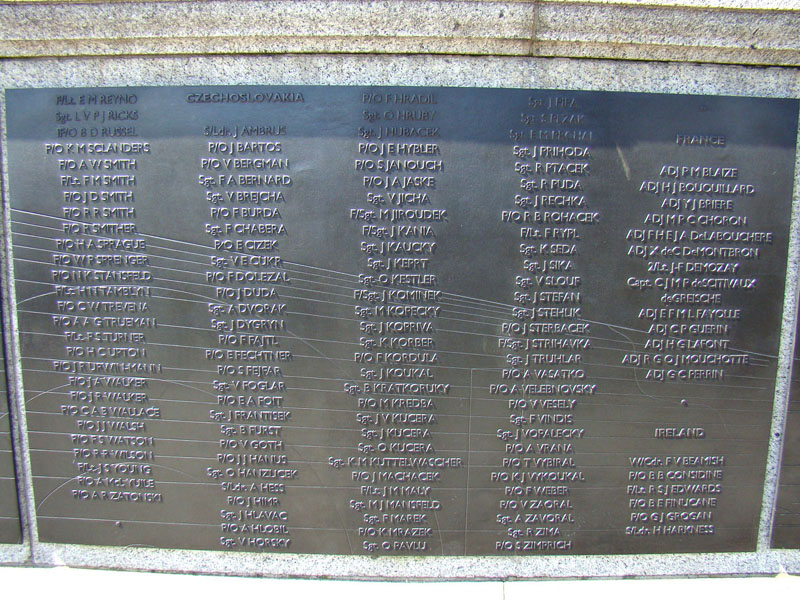 F/Lt. E M REYNO
Sgt. L V P J RICKS
P/O B D RUSSEL
P/O K M SCLANDERS
P/O A W SMITH
F/Lt. F M SMITH
P/O J D SMITH
P/O R R SMITH
P/O R SMITHER
P/O H A SPRAGUE
P/O W P SPRENGER
P/O N K STANSFELD
F/Lt. H N TAMBLYN
F/O C W TREVENA
P/O A A G TRUEMAN
F/Lt. P S TURNER
P/O H C UPTON
P/O J R URWIN-MANN
P/O J A WALKER
P/O J R WALKER
P/O C A B WALLACE
P/O J J WALSH
P/O P S WATSON
P/O R R WILSON
F/Lt. J S YOUNG
P/O A McL YUILE
P/O A R ZATONSKI
CZECHOSLOVAKIA
S/Ldr. J AMBRUS
P/O J BARTOS
P/O V BERGMAN
Sgt. F A BERNARD
Sgt. V BREJCHA
P/O F BURDA
Sgt. F CHABERA
P/O E CIZEK
Sgt. V E CUKR
P/O F DOLEZAL
P/O J DUDA
Sgt. A DVORAK
Sgt. J DYGRYN
P/O F FAJTL
P/O E FECHTNER
P/O S FEJFAR
Sgt. V FOGLAR
P/O E A FOIT
Sgt. J FRANTISEK
Sgt. B FURST
P/O V GOTH
P/O J J HANUS
Sgt. O HANZLICEK
S/Ldr. A HESS
P/O J HIMR
Sgt. J HLAVAC
P/O A HLOBIL
Sgt. V HORSKY
P/O F HRADIL
Sgt. O HRUBY
Sgt. J HUBACEK
P/O J E HYBLER
P/O S JANOUCH
P/O J A JASKE
Sgt. V JICHA
F/Sgt. M JIROUDEK
F/Sgt. J KANIA
Sgt. J KAUCKY
Sgt. J KEPRT
Sgt. O KESTLER
F/Sgt. J KOMINEK
Sgt. M KOPECKY
Sgt. J KOPRIVA
Sgt. K KORBER
P/O F KORDULA
Sgt. J KOUKAL
Sgt. B KRATKORUKY
P/O M KREDBA
Sgt. J V KUCERA
Sgt. J KUCERA
Sgt. O KUCERA
Sgt. K M KUTTELWASCHER
P/O J MACHACEK
F/Lt. J M MALY
Sgt. M J MANSFELD
Sgt. F MAREK
P/O K MRAZEK
Sgt. O PAVLU
Sgt. J PRIHODA
Sgt. R PTACEK
Sgt. R PUDA
Sgt. J RECHKA
P/O R B ROHACEK
F/Lt. F RYPL
Sgt. K SEDA
Sgt. J SIKA
Sgt. V SLOUF
Sgt. J STEFAN
Sgt. J STEHLIK
P/O J STERBACEK
F/Sgt. J STRIHAVKA
Sgt. J TRUHLAR
P/O A VASATKO
P/O A VELEBNOVSKY
P/O V VESELY
Sgt. F VINDIS
Sgt. J VOPALECKY
P/O A VRANA
P/O T VYBIRAL
P/O K J VYKOUKAL
P/O F WEBER
P/O V ZAORAL
Sgt. A ZAVORAL
Sgt. R ZIMA
P/O S ZIMPRICH
FRANCE
ADJ P M BLAIZE
ADJ H J BOUQUILLARD
ADJ Y J BRIERE
ADJ M P C CHORON
ADJ F H E J A DeLABOUCHERE
ADJ X deC DeMONTBRON
2/Lt. J-F DEMOZAY
Capt. C J M P deSCITIVAUX
deGREISCHE
ADJ E F M L FAYOLLE
ADJ C P GUERIN
ADJ H G LAFONT
ADJ R G O J MOUCHOTTE
ADJ G C PERRIN
IRELAND
W/Cdr. F V BEAMISH
P/O B B CONSIDINE
F/Lt. R S J EDWARDS
P/O B E FINUCANE
P/O G J GROGAN
S/Ldr. H HARKNESS